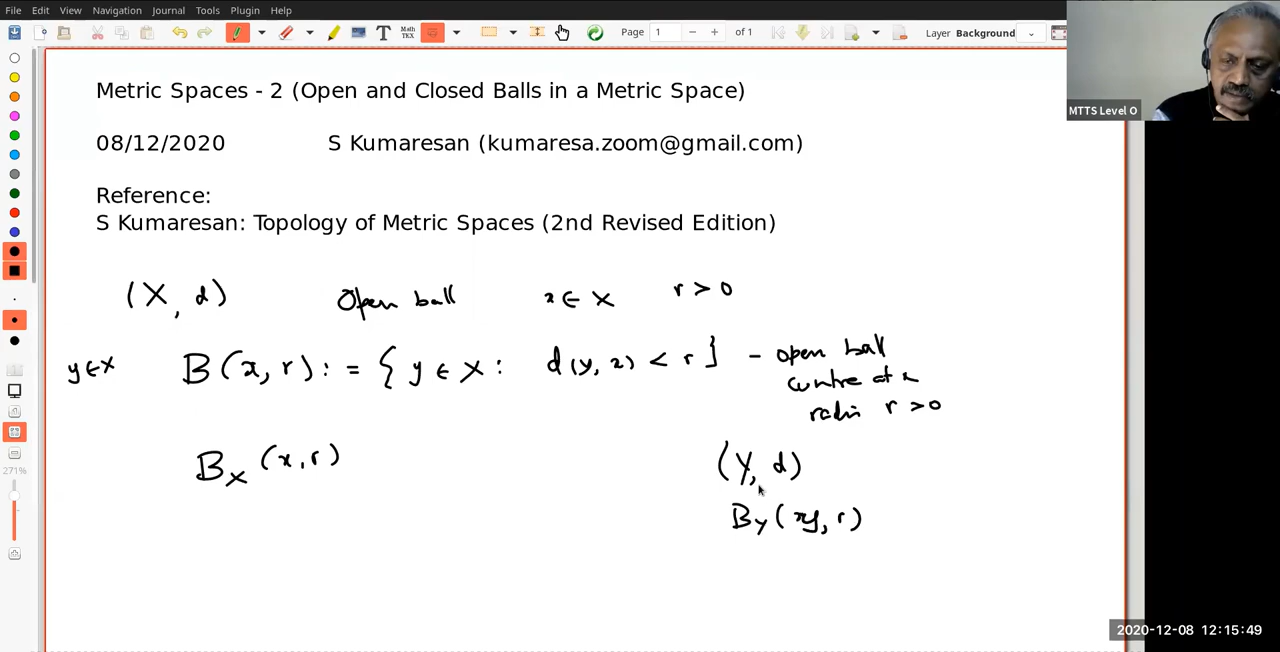 File Edit View Navigation Journal Tools Plugin Help
Page 1 of 1 Layer Background
Math TEX
MTTS Level O
Metric Spaces - 2 (Open and Closed Balls in a Metric Space)
08/12/2020 S Kumaresan (kumaresa.zoom@gmail.com)
Reference:
S Kumaresan: Topology of Metric Spaces (2nd Revised Edition)
(X, d) Open ball x ∈ X r > 0
y ∈ X B(x, r) := { y ∈ X : d(y, x) < r } - open ball
centre at x
radius r > 0
B_X (x, r) (Y, d)
B_Y (y, r)
271%
2020-12-08 12:15:49